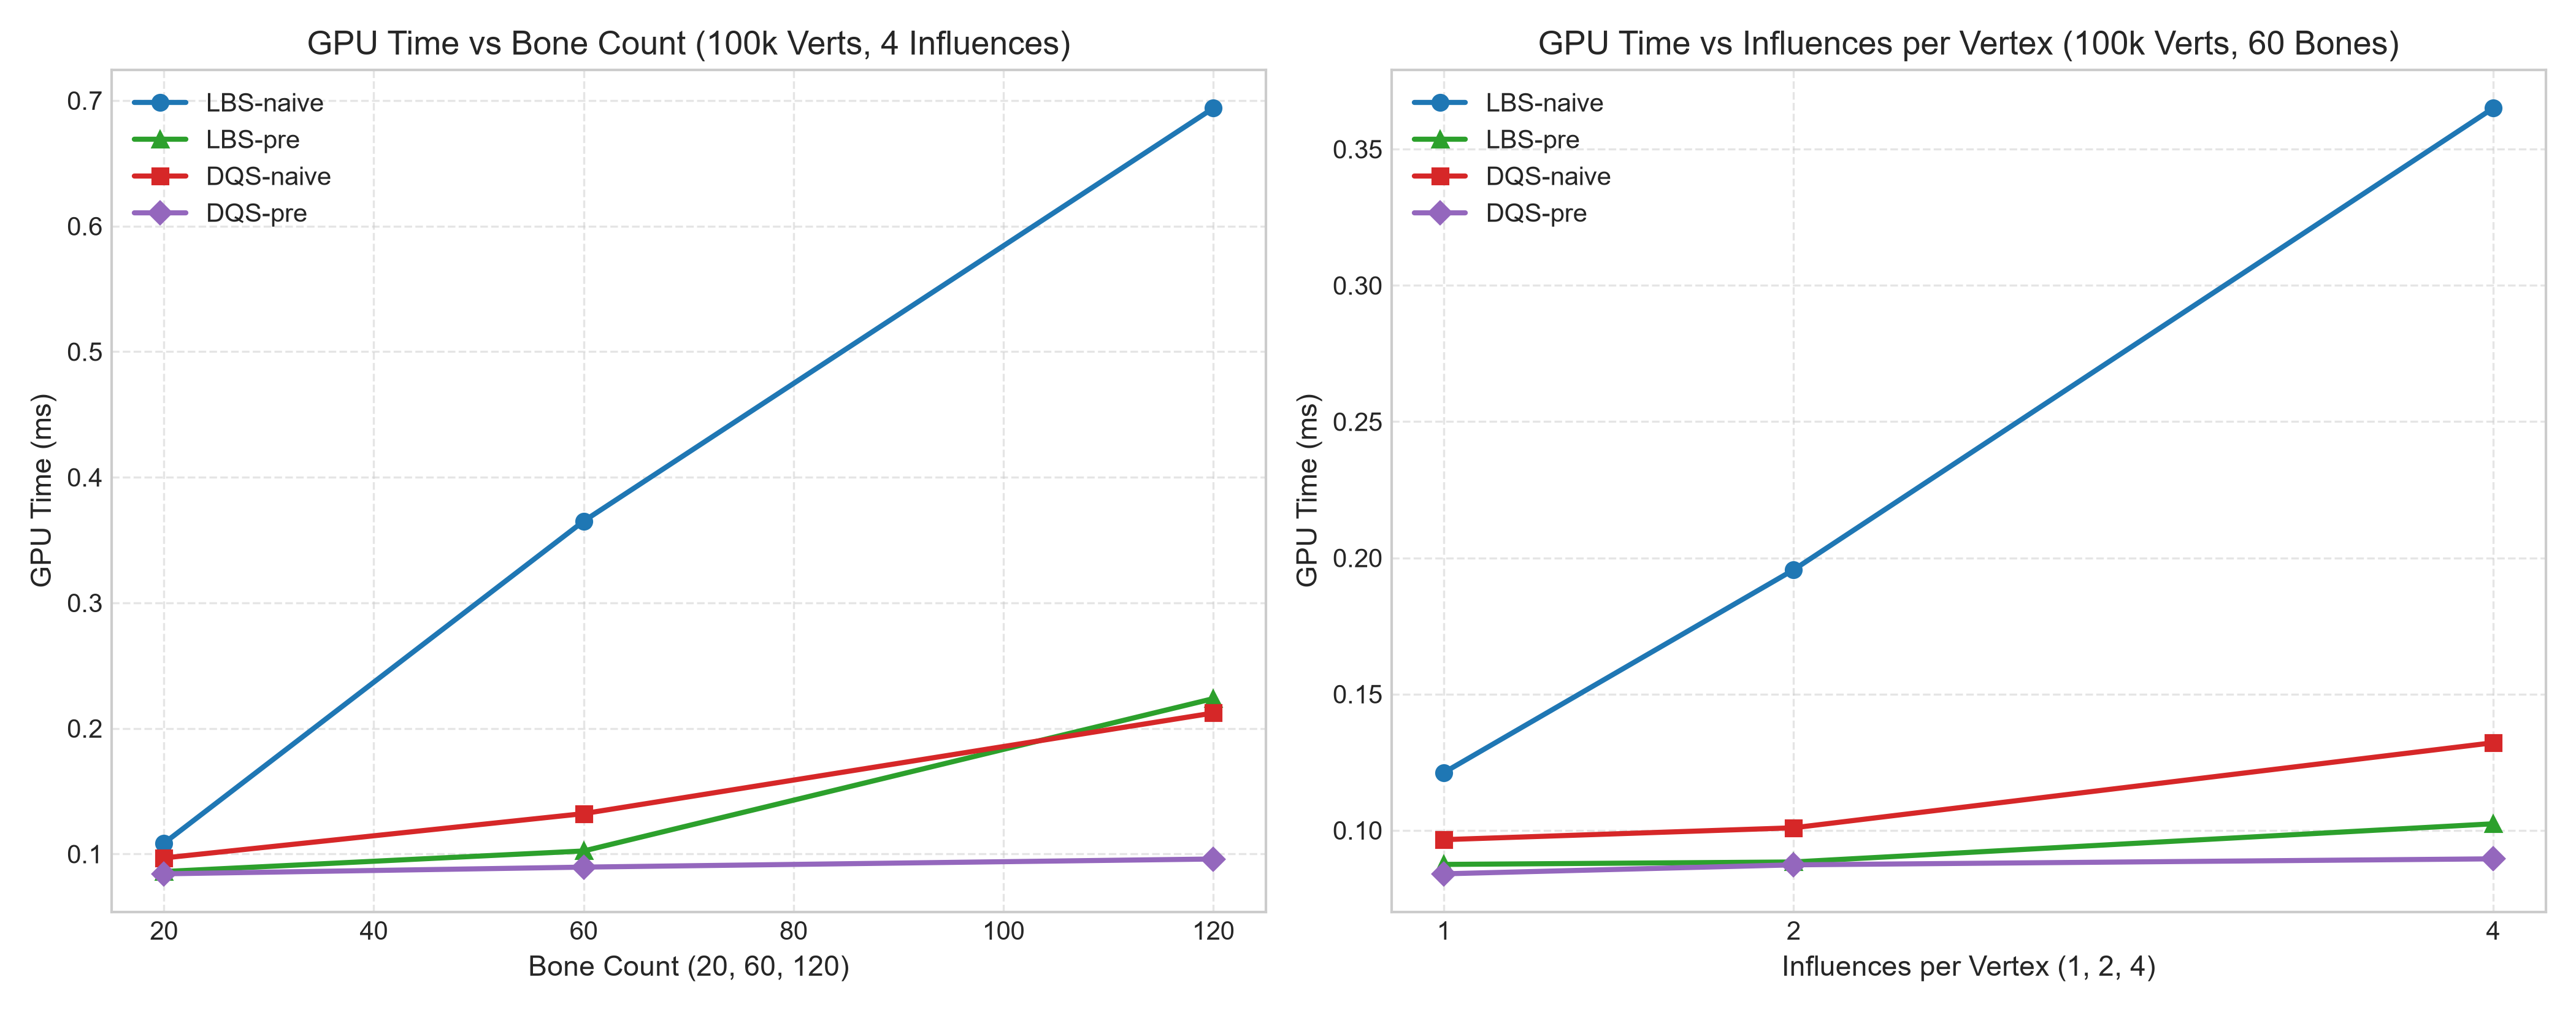 GPU Time vs Bone Count (100k Verts, 4 Influences)
LBS-naive
LBS-pre
DQS-naive
DQS-pre
0.7
0.6
0.5
0.4
0.3
0.2
0.1
GPU Time (ms)
20
40
60
80
100
120
Bone Count (20, 60, 120)
GPU Time vs Influences per Vertex (100k Verts, 60 Bones)
LBS-naive
LBS-pre
DQS-naive
DQS-pre
0.35
0.30
0.25
0.20
0.15
0.10
GPU Time (ms)
1
2
4
Influences per Vertex (1, 2, 4)